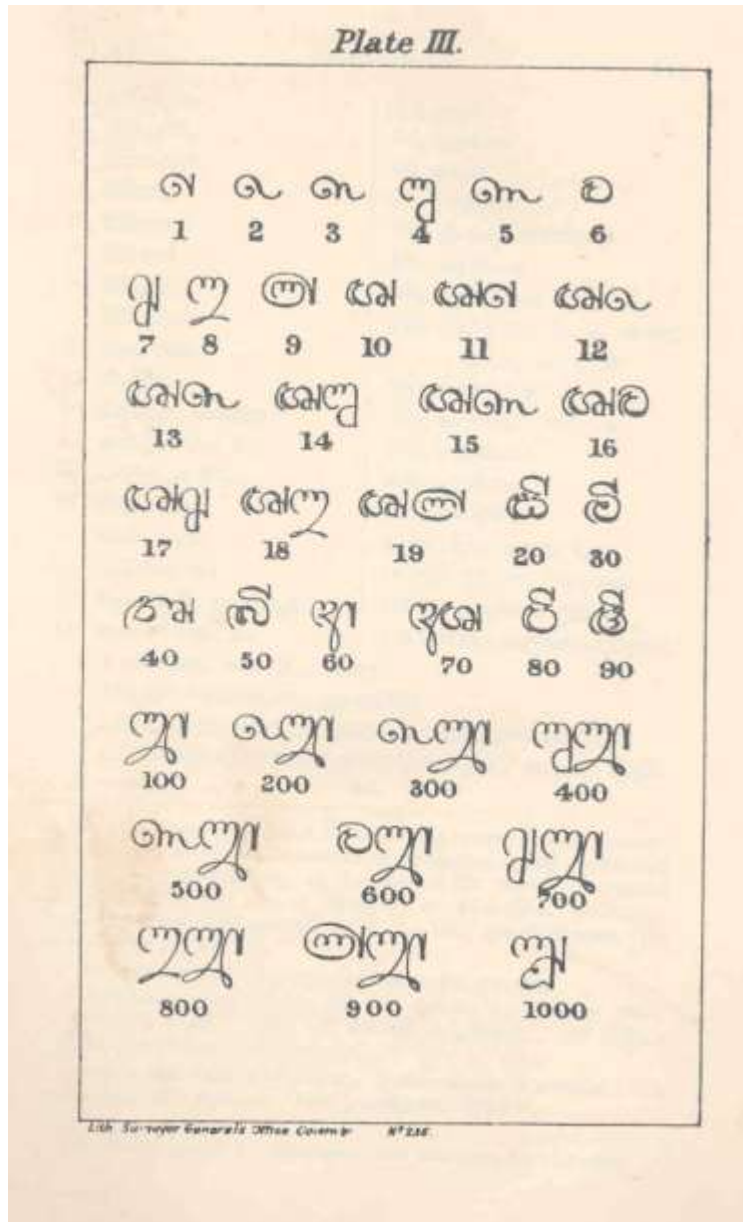 Plate III.
𑇡 𑇢 𑇣 𑇤 𑇥 𑇦
1 2 3 4 5 6
𑇧 𑇨 𑇩 𑇪 𑇪𑇡 𑇪𑇢
7 8 9 10 11 12
𑇪𑇣 𑇪𑇤 𑇪𑇥 𑇪𑇦
13 14 15 16
𑇪𑇧 𑇪𑇨 𑇪𑇩 𑇫 𑇬
17 18 19 20 30
𑇭 𑇮 𑇯 𑇰 𑇱 𑇲
40 50 60 70 80 90
𑇳 𑇢𑇳 𑇣𑇳 𑇤𑇳
100 200 300 400
𑇥𑇳 𑇦𑇳 𑇧𑇳
500 600 700
𑇨𑇳 𑇩𑇳 𑇴
800 900 1000
Lith Surveyor General's Office